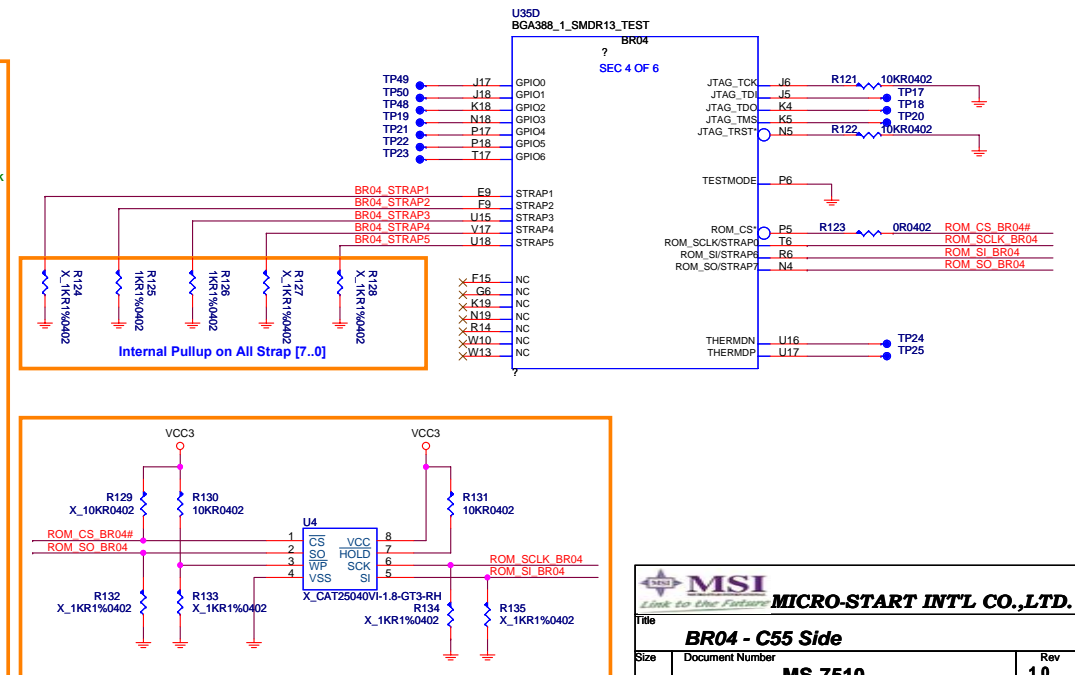 U35D
BGA388_1_SMDR13_TEST
BR04
?
SEC 4 OF 6
TP49 J17 GPIO0
TP50 J18 GPIO1
TP48 K18 GPIO2
TP19 N18 GPIO3
TP21 P17 GPIO4
TP22 P18 GPIO5
TP23 T17 GPIO6
JTAG_TCK J6 R121 10KR0402
JTAG_TDI J5 TP17
JTAG_TDO K4 TP18
JTAG_TMS K5 TP20
JTAG_TRST* N5 R122 10KR0402
TESTMODE P6
BR04_STRAP1 E9 STRAP1
BR04_STRAP2 F9 STRAP2
BR04_STRAP3 U15 STRAP3
BR04_STRAP4 V17 STRAP4
BR04_STRAP5 U18 STRAP5
ROM_CS* P5 R123 0R0402 ROM_CS_BR04#
ROM_SCLK/STRAP0 T6 ROM_SCLK_BR04
ROM_SI/STRAP6 R6 ROM_SI_BR04
ROM_SO/STRAP7 N4 ROM_SO_BR04
R124 X_1KR1%0402
R125 1KR1%0402
R126 1KR1%0402
R127 X_1KR1%0402
R128 X_1KR1%0402
Internal Pullup on All Strap [7..0]
F15 NC
G6 NC
K19 NC
N19 NC
R14 NC
W10 NC
W13 NC
?
THERMDN U16 TP24
THERMDP U17 TP25
VCC3
VCC3
R129 X_10KR0402
R130 10KR0402
R131 10KR0402
U4
ROM_CS_BR04# 1 CS VCC 8
ROM_SO_BR04 2 SO HOLD 7
3 WP SCK 6 ROM_SCLK_BR04
4 VSS SI 5 ROM_SI_BR04
X_CAT25040VI-1.8-GT3-RH
R132 X_1KR1%0402
R133 X_1KR1%0402
R134 X_1KR1%0402
R135 X_1KR1%0402
MSI
MSI
Link to the Future
MICRO-START INT'L CO.,LTD.
Title
BR04 - C55 Side
Size Document Number Rev
MS-7510 1.0